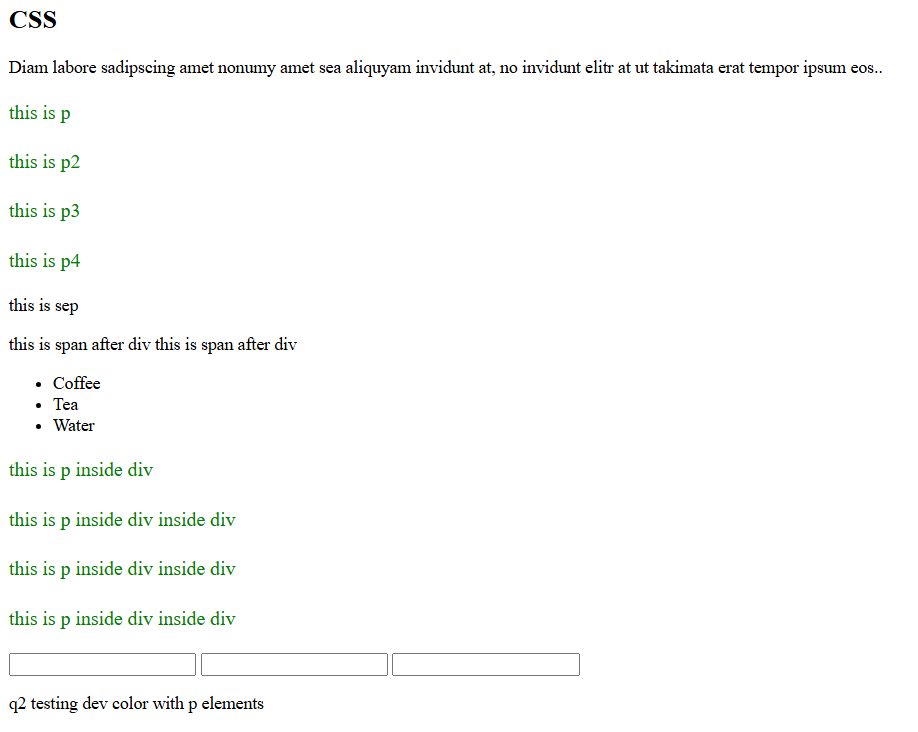 CSS
Diam labore sadipscing amet nonumy amet sea aliquyam invidunt at, no invidunt elitr at ut takimata erat tempor ipsum eos..
this is p
this is p2
this is p3
this is p4
this is sep
this is span after div this is span after div
• Coffee
• Tea
• Water
this is p inside div
this is p inside div inside div
this is p inside div inside div
this is p inside div inside div
q2 testing dev color with p elements